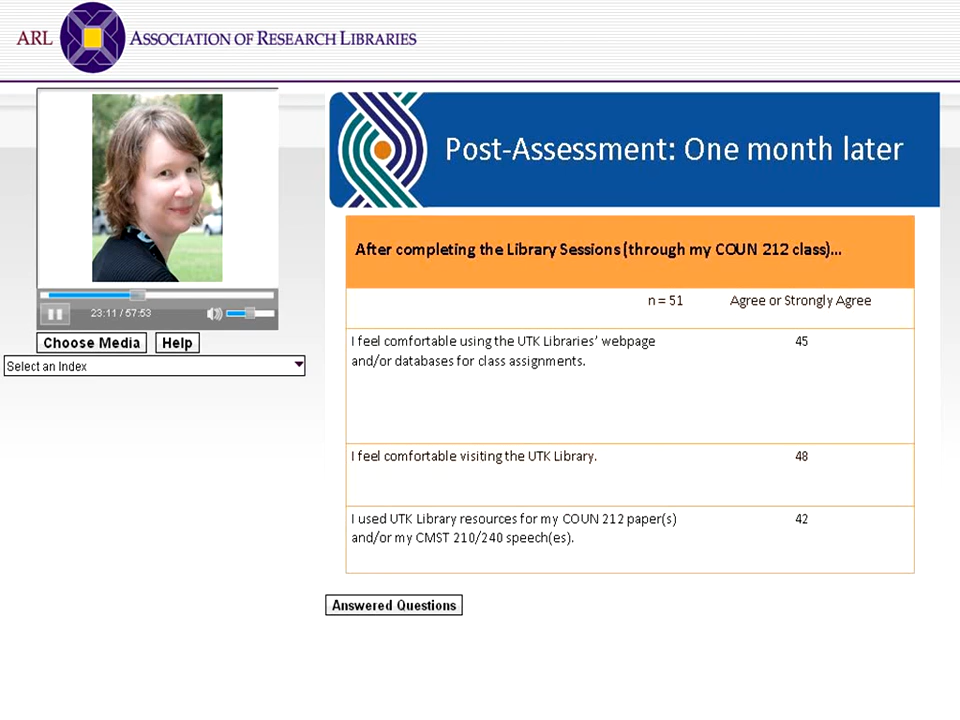 ARL ASSOCIATION OF RESEARCH LIBRARIES
23:11 / 57:53
Choose Media
Help
Select an Index
Post-Assessment: One month later
After completing the Library Sessions (through my COUN 212 class)...
n = 51 Agree or Strongly Agree
I feel comfortable using the UTK Libraries’ webpage 45
and/or databases for class assignments.
I feel comfortable visiting the UTK Library. 48
I used UTK Library resources for my COUN 212 paper(s) 42
and/or my CMST 210/240 speech(es).
Answered Questions